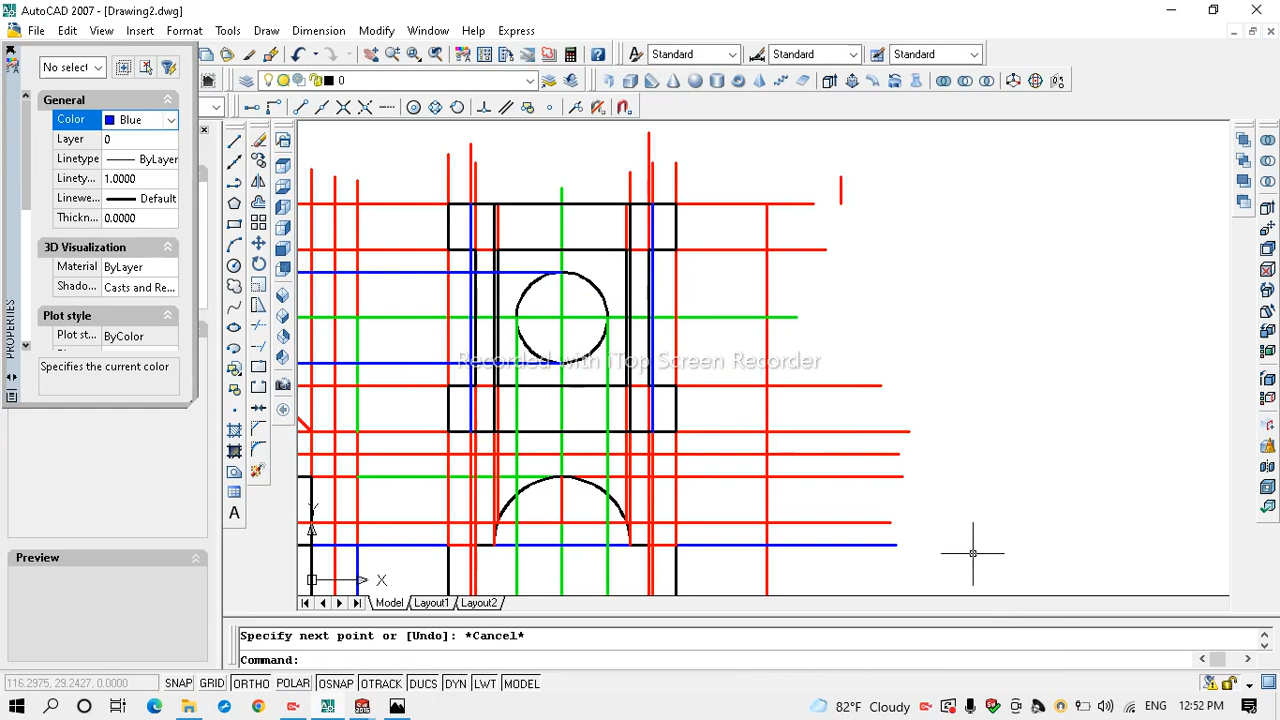 AutoCAD 2007 - [Drawing2.dwg]
File Edit View Insert Format Tools Draw Dimension Modify Window Help Express
No select
Standard
Standard
Standard
0
General
Color Blue
Layer 0
Linetype ByLayer
Linety... 1.0000
Linewe... Default
Thickn... 0.0000
3D Visualization
Material ByLayer
Shado... Casts and Re...
Plot style
Plot st... ByColor
Specifies the current color
PROPERTIES
Recorded with iTop Screen Recorder
Y
X
Preview
Model Layout1 Layout2
Specify next point or [Undo]: *Cancel*
Command:
116.2975, 29.2427, 0.0000 SNAP GRID ORTHO POLAR OSNAP OTRACK DUCS DYN LWT MODEL
82°F Cloudy ENG 12:52 PM